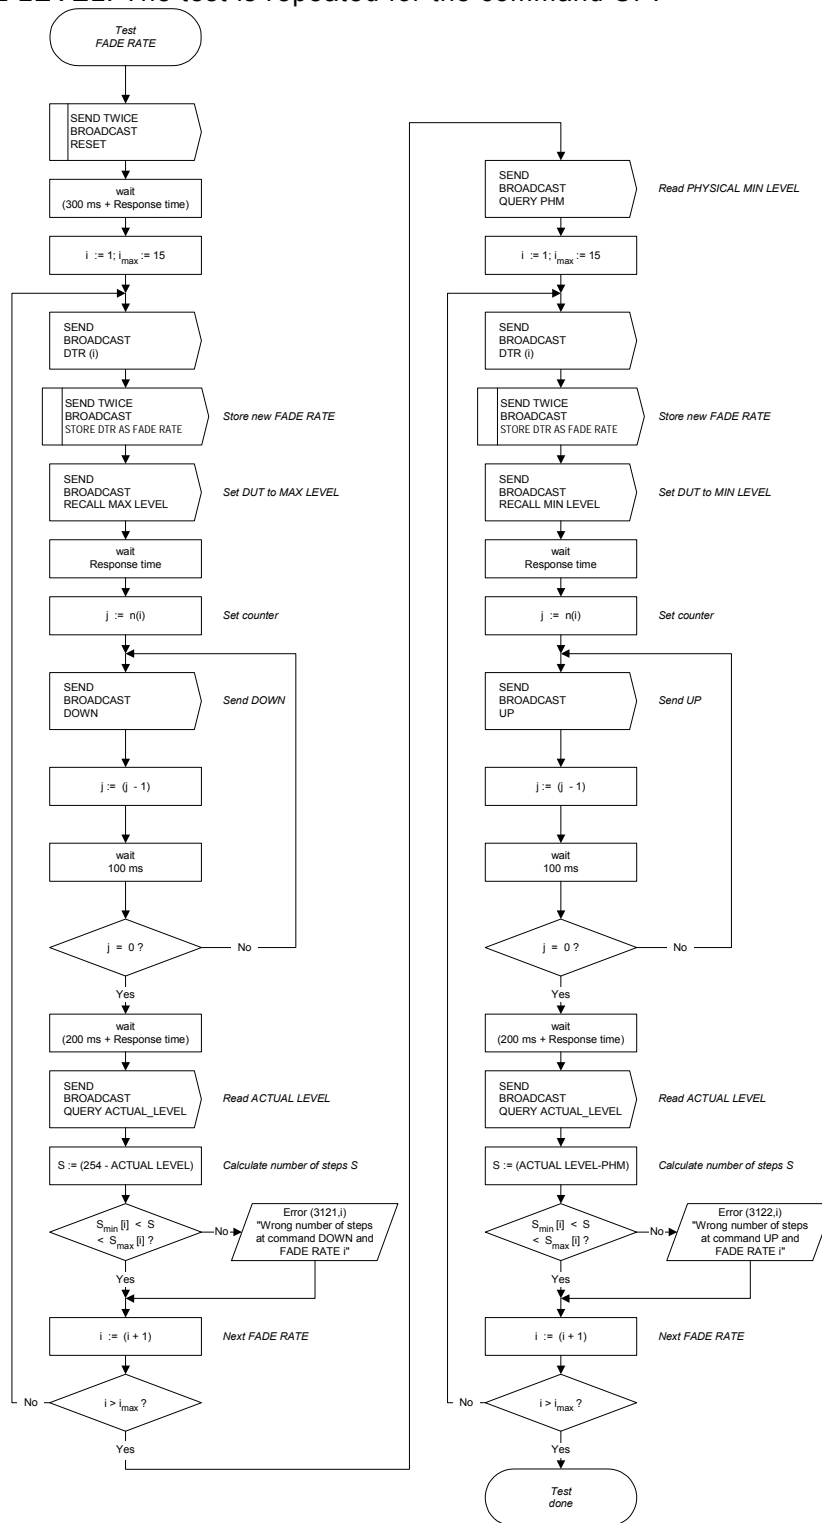 The test is repeated for the command UP.
Test
FADE RATE
SEND TWICE
BROADCAST
RESET
wait
(300 ms + Response time)
i := 1; imax := 15
SEND
BROADCAST
DTR (i)
SEND TWICE
BROADCAST
STORE DTR AS FADE RATE
Store new FADE RATE
SEND
BROADCAST
RECALL MAX LEVEL
Set DUT to MAX LEVEL
wait
Response time
j := n(i)
Set counter
SEND
BROADCAST
DOWN
Send DOWN
j := (j - 1)
wait
100 ms
j = 0 ?
No
Yes
wait
(200 ms + Response time)
SEND
BROADCAST
QUERY ACTUAL_LEVEL
Read ACTUAL LEVEL
S := (254 - ACTUAL LEVEL)
Calculate number of steps S
Smin [i] < S
< Smax [i] ?
No
Error (3121,i)
"Wrong number of steps
at command DOWN and
FADE RATE i"
Yes
i := (i + 1)
Next FADE RATE
i > imax ?
No
Yes
SEND
BROADCAST
QUERY PHM
Read PHYSICAL MIN LEVEL
i := 1; imax := 15
SEND
BROADCAST
DTR (i)
SEND TWICE
BROADCAST
STORE DTR AS FADE RATE
Store new FADE RATE
SEND
BROADCAST
RECALL MIN LEVEL
Set DUT to MIN LEVEL
wait
Response time
j := n(i)
Set counter
SEND
BROADCAST
UP
Send UP
j := (j - 1)
wait
100 ms
j = 0 ?
No
Yes
wait
(200 ms + Response time)
SEND
BROADCAST
QUERY ACTUAL_LEVEL
Read ACTUAL LEVEL
S := (ACTUAL LEVEL-PHM)
Calculate number of steps S
Smin [i] < S
< Smax [i] ?
No
Error (3122,i)
"Wrong number of steps
at command UP and
FADE RATE i"
Yes
i := (i + 1)
Next FADE RATE
i > imax ?
No
Yes
Test
done